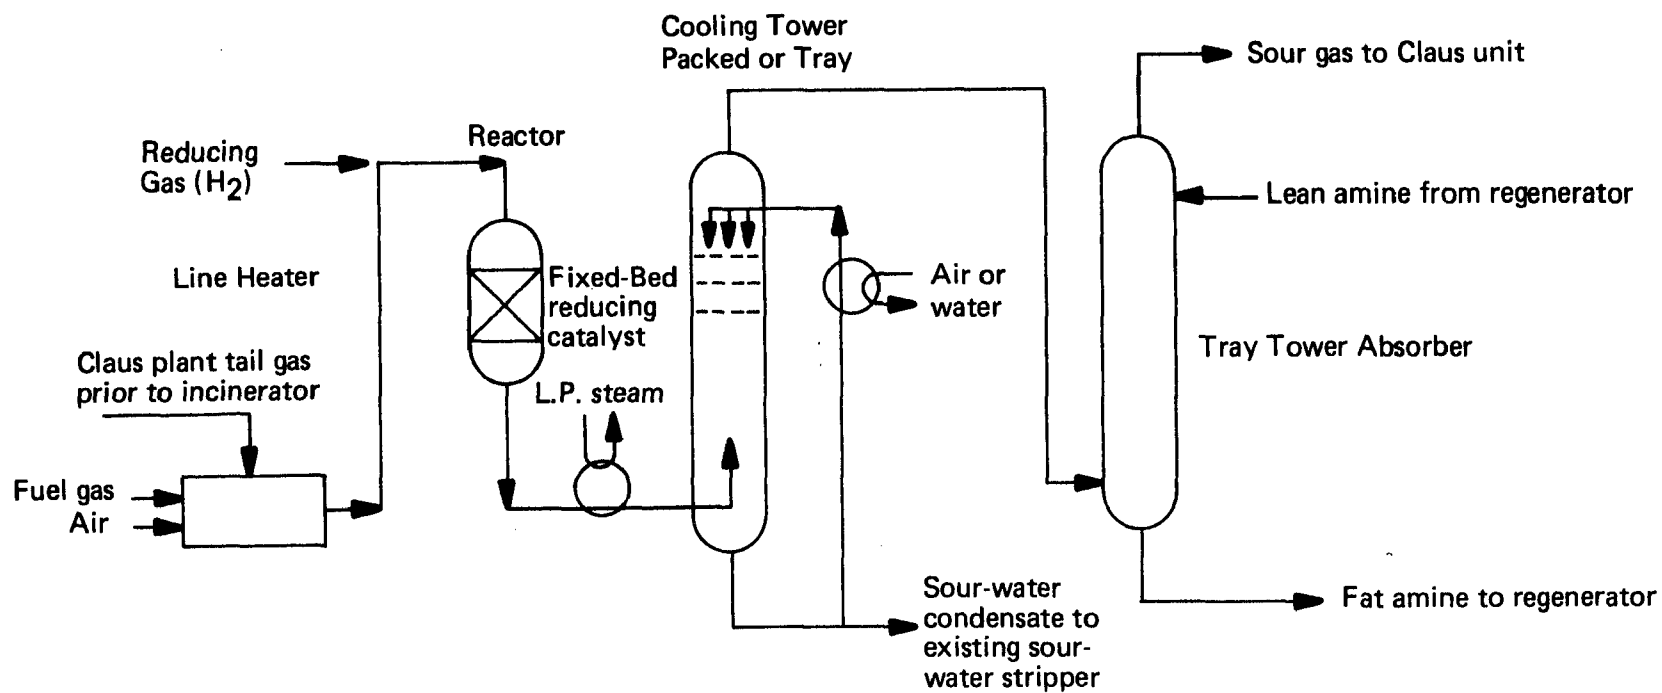 Cooling Tower
Packed or Tray
Sour gas to Claus unit
Reactor
Reducing
Gas (H2)
Lean amine from regenerator
Line Heater
Fixed-Bed
reducing
catalyst
Air or
water
Tray Tower Absorber
Claus plant tail gas
prior to incinerator
L.P. steam
Fuel gas
Air
Sour-water
condensate to
existing sour-
water stripper
Fat amine to regenerator